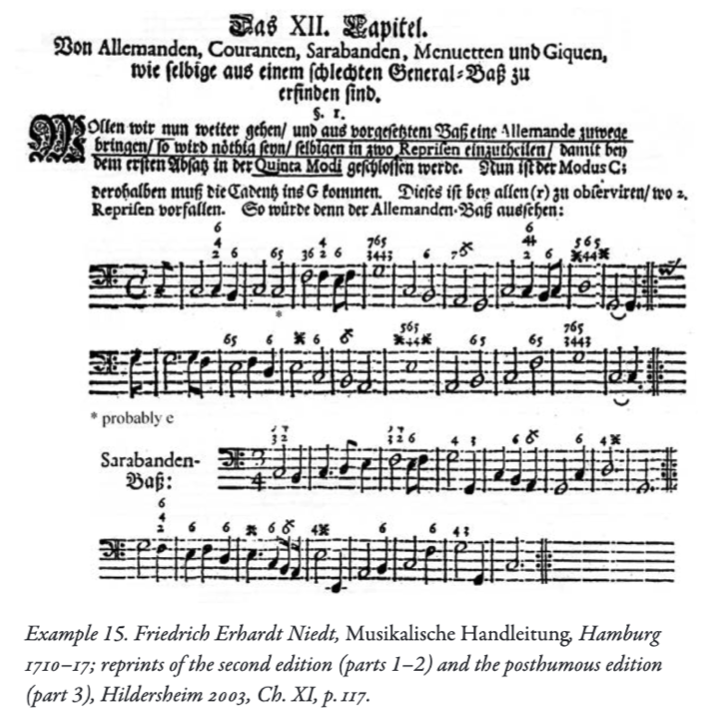 Das XII. Capitel.
Von Allemanden, Couranten, Sarabanden, Menuetten und Giquen,
wie selbige aus einem schlechten General-Baß zu
erfinden sind.
§. 1.
WOllen wir nun weiter gehen/ und aus vorgesetztem Baß eine Allemande zuwege
bringen/ so wird nöthig seyn/ selbigen in zwo Reprisen einzutheilen/ damit bey
dem ersten Absatz in der Quinta Modi geschlossen werde. Nun ist der Modus C;
derohalben muß die Cadentz ins G kommen. Dieses ist bey allen (r) zu observiren/ wo 2.
Reprisen vorfallen. So würde denn der Allemanden-Baß aussehen:
*
* probably e
Sarabanden-
Baß:
Example 15. Friedrich Erhardt Niedt, Musikalische Handleitung, Hamburg
1710–17; reprints of the second edition (parts 1–2) and the posthumous edition
(part 3), Hildersheim 2003, Ch. XI, p. 117.